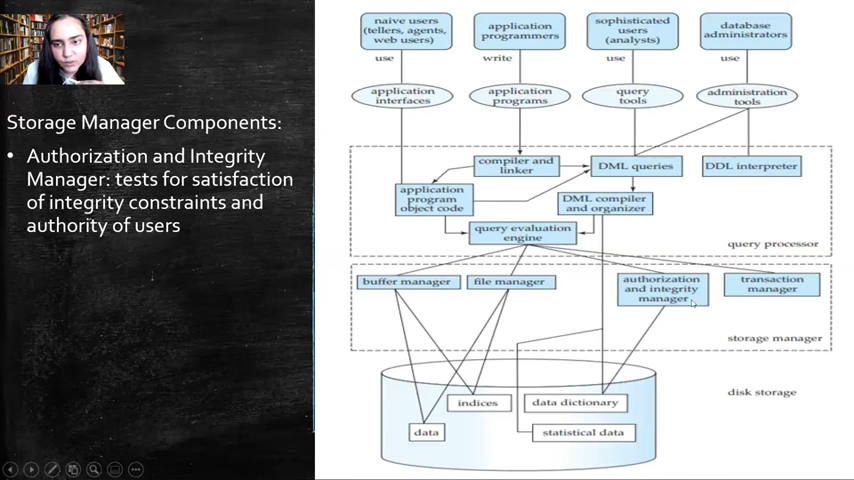 Storage Manager Components:
• Authorization and Integrity
Manager: tests for satisfaction
of integrity constraints and
authority of users
naive users
(tellers, agents,
web users)
application
programmers
sophisticated
users
(analysts)
database
administrators
use
write
use
use
application
interfaces
application
programs
query
tools
administration
tools
compiler and
linker
DML queries
DDL interpreter
application
program
object code
DML compiler
and organizer
query evaluation
engine
query processor
buffer manager
file manager
authorization
and integrity
manager
transaction
manager
storage manager
disk storage
indices
data dictionary
data
statistical data